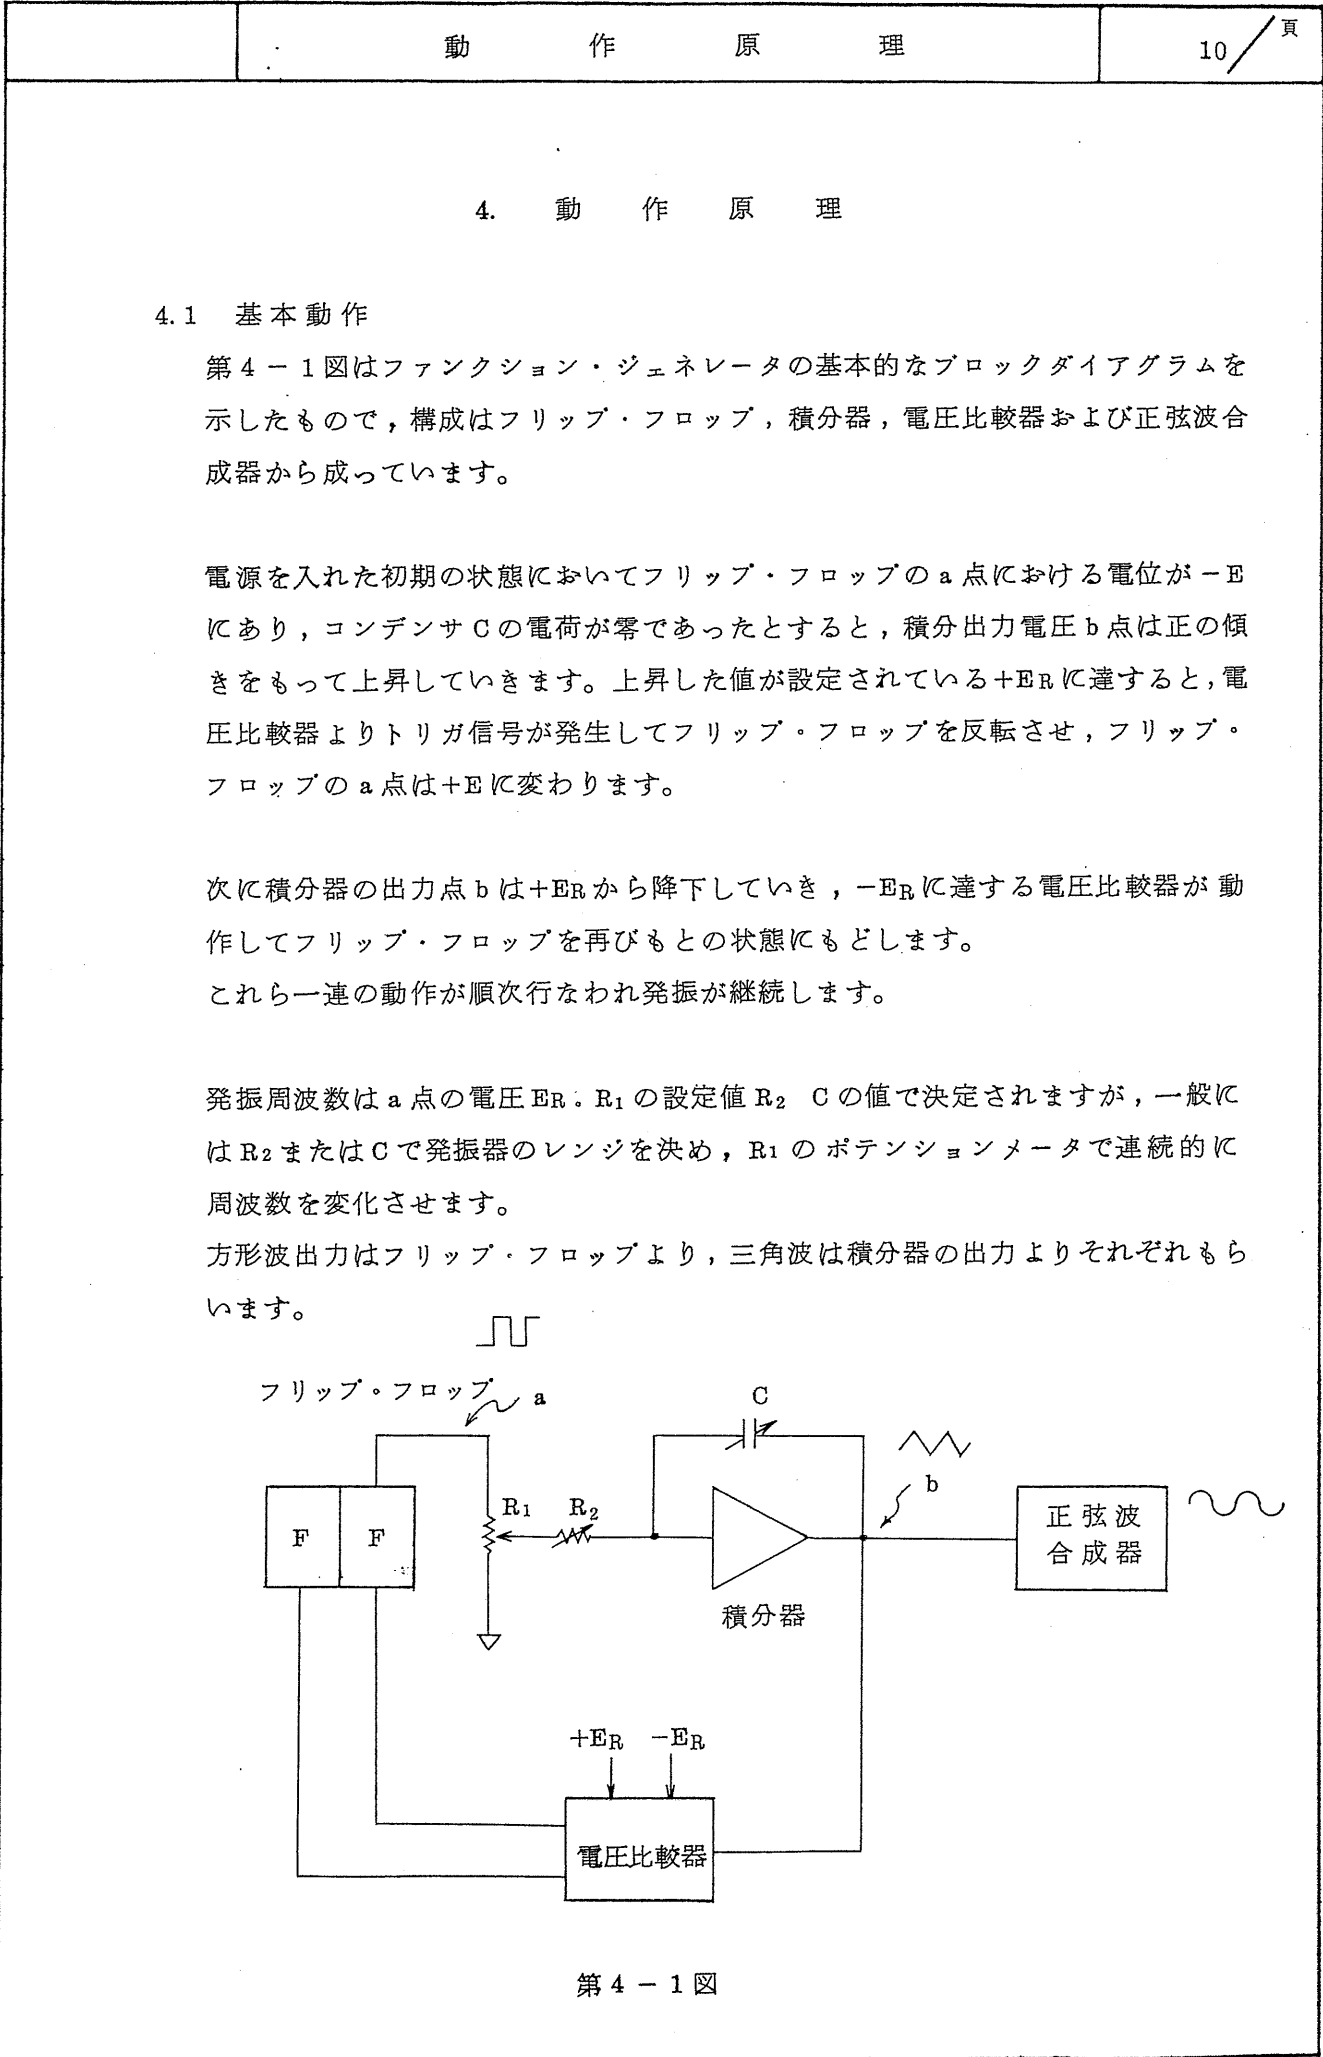 動作原理
10/頁
4. 動作原理
4.1 基本動作
第4-1図はファンクション・ジェネレータの基本的なブロックダイアグラムを
示したもので，構成はフリップ・フロップ，積分器，電圧比較器および正弦波合
成器から成っています。
電源を入れた初期の状態においてフリップ・フロップのa点における電位が-E
にあり，コンデンサCの電荷が零であったとすると，積分出力電圧b点は正の傾
きをもって上昇していきます。上昇した値が設定されている+ERに達すると，電
圧比較器よりトリガ信号が発生してフリップ・フロップを反転させ，フリップ・
フロップのa点は+Eに変わります。
次に積分器の出力点bは+ERから降下していき，-ERに達する電圧比較器が動
作してフリップ・フロップを再びもとの状態にもどします。
これら一連の動作が順次行なわれ発振が継続します。
発振周波数はa点の電圧ER。R1の設定値R2 Cの値で決定されますが，一般に
はR2またはCで発振器のレンジを決め，R1のポテンションメータで連続的に
周波数を変化させます。
方形波出力はフリップ・フロップより，三角波は積分器の出力よりそれぞれもら
います。
フリップ・フロップ a
C
b
R1 R2
F F
正弦波
合成器
積分器
+ER -ER
電圧比較器
第4-1図